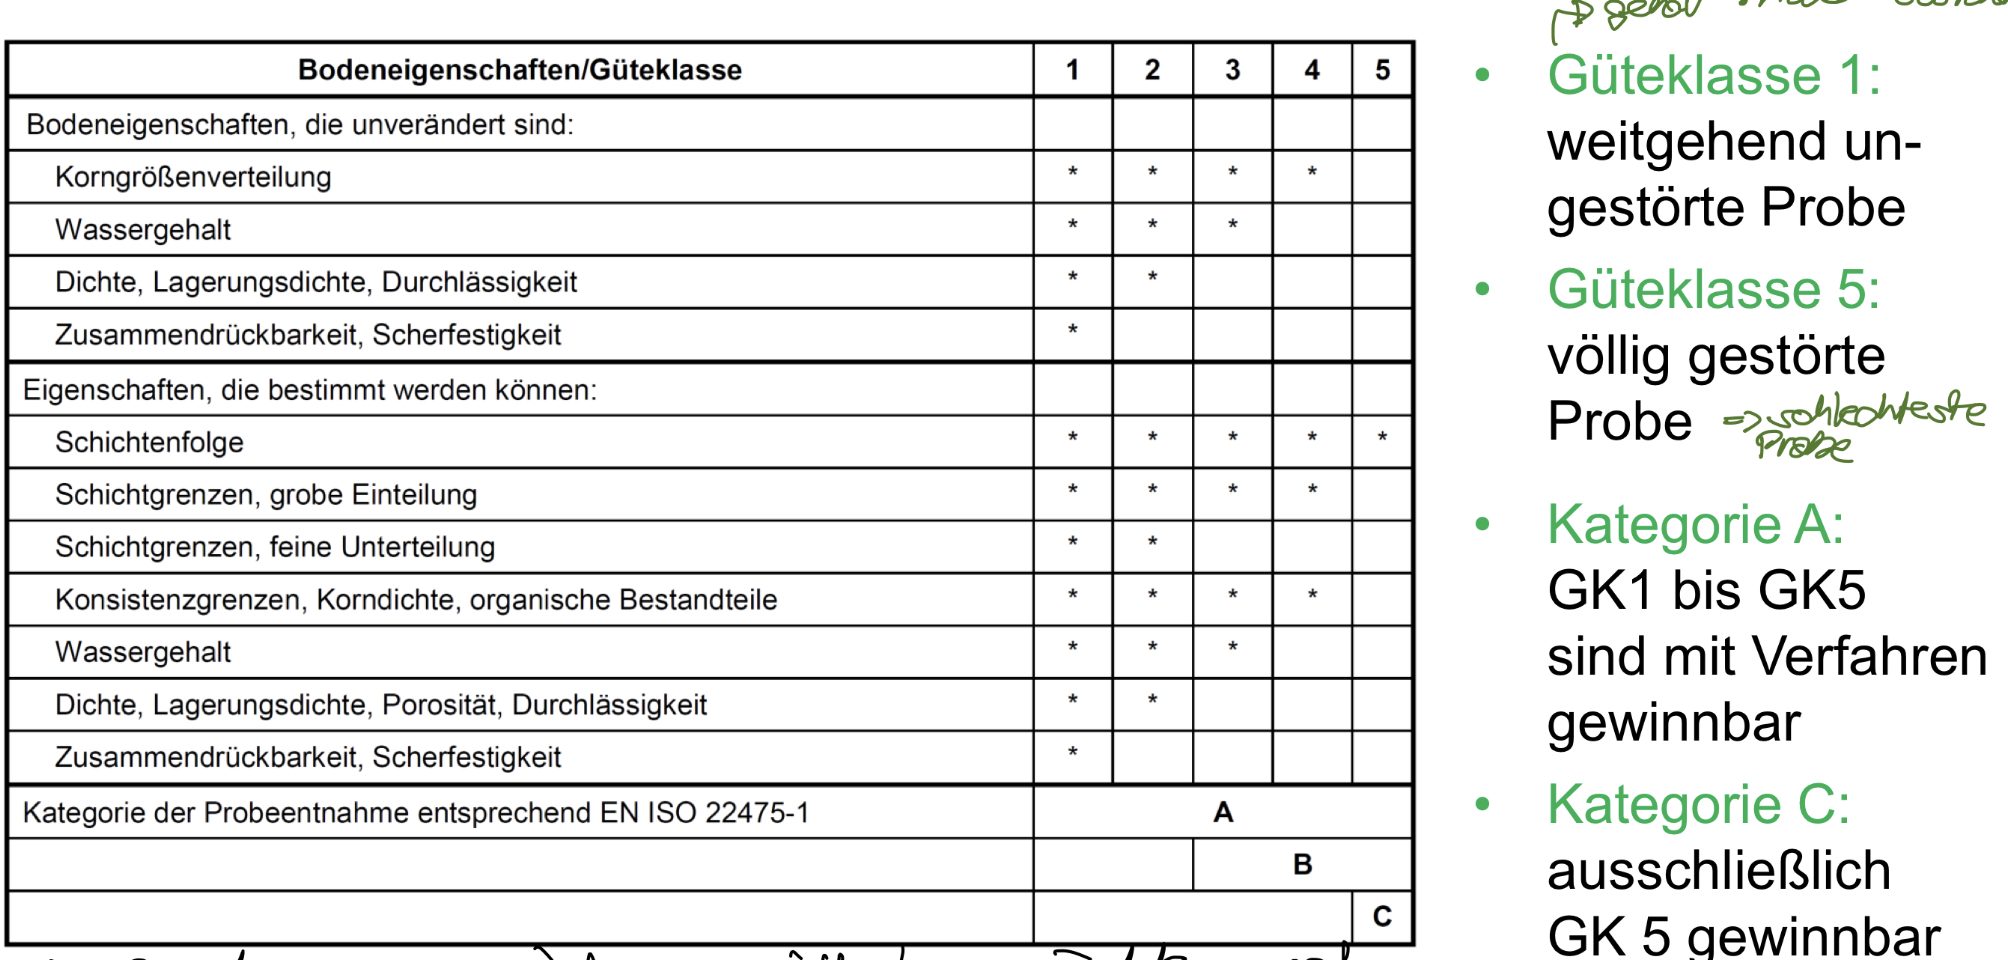 Bodeneigenschaften/Güteklasse 1 2 3 4 5
Bodeneigenschaften, die unverändert sind:
Korngrößenverteilung * * * *
Wassergehalt * * *
Dichte, Lagerungsdichte, Durchlässigkeit * *
Zusammendrückbarkeit, Scherfestigkeit *
Eigenschaften, die bestimmt werden können:
Schichtenfolge * * * * *
Schichtgrenzen, grobe Einteilung * * * *
Schichtgrenzen, feine Unterteilung * *
Konsistenzgrenzen, Korndichte, organische Bestandteile * * * *
Wassergehalt * * *
Dichte, Lagerungsdichte, Porosität, Durchlässigkeit * *
Zusammendrückbarkeit, Scherfestigkeit *
Kategorie der Probeentnahme entsprechend EN ISO 22475-1 A
B
C
• Güteklasse 1:
weitgehend un-
gestörte Probe
• Güteklasse 5:
völlig gestörte
Probe => schlechteste
Probe
• Kategorie A:
GK1 bis GK5
sind mit Verfahren
gewinnbar
• Kategorie C:
ausschließlich
GK 5 gewinnbar